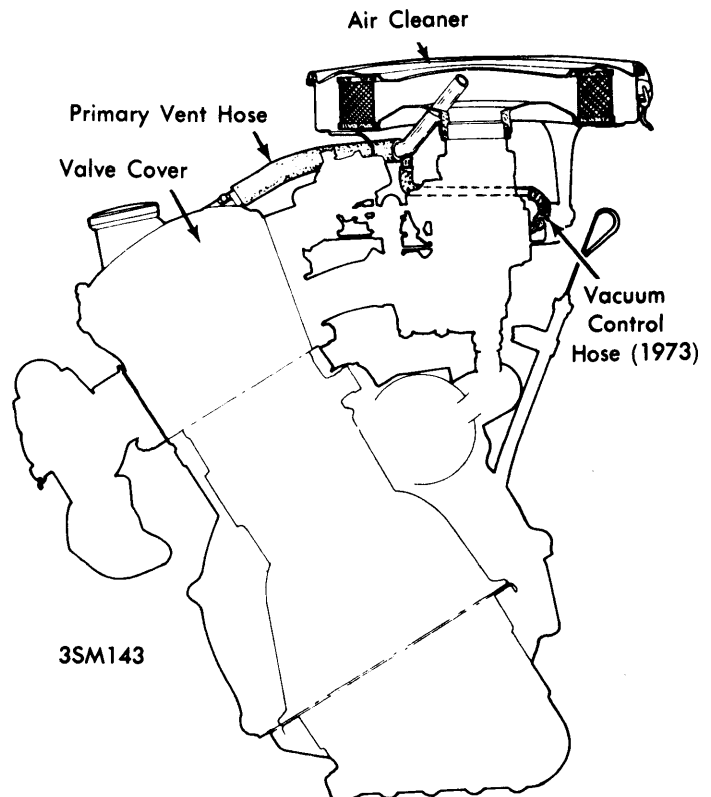 Air Cleaner
Primary Vent Hose
Valve Cover
Vacuum
Control
Hose (1973)
3SM143